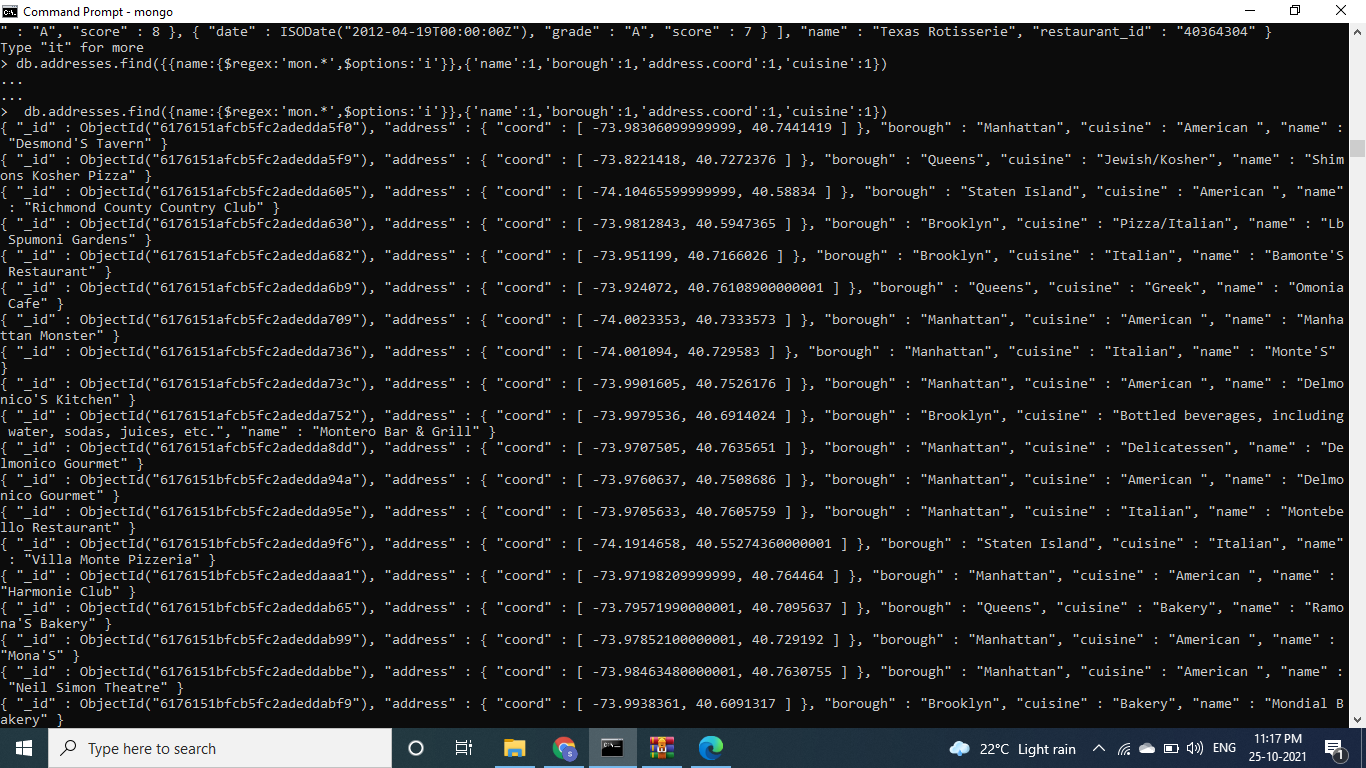 Command Prompt - mongo
" : "A", "score" : 8 }, { "date" : ISODate("2012-04-19T00:00:00Z"), "grade" : "A", "score" : 7 } ], "name" : "Texas Rotisserie", "restaurant_id" : "40364304" }
Type "it" for more
> db.addresses.find({{name:{$regex:'mon.*',$options:'i'}},{'name':1,'borough':1,'address.coord':1,'cuisine':1})
...
...
>  db.addresses.find({name:{$regex:'mon.*',$options:'i'}},{'name':1,'borough':1,'address.coord':1,'cuisine':1})
{ "_id" : ObjectId("6176151afcb5fc2adedda5f0"), "address" : { "coord" : [ -73.98306099999999, 40.7441419 ] }, "borough" : "Manhattan", "cuisine" : "American ", "name" :
 "Desmond'S Tavern" }
{ "_id" : ObjectId("6176151afcb5fc2adedda5f9"), "address" : { "coord" : [ -73.8221418, 40.7272376 ] }, "borough" : "Queens", "cuisine" : "Jewish/Kosher", "name" : "Shim
ons Kosher Pizza" }
{ "_id" : ObjectId("6176151afcb5fc2adedda605"), "address" : { "coord" : [ -74.10465599999999, 40.58834 ] }, "borough" : "Staten Island", "cuisine" : "American ", "name"
 : "Richmond County Country Club" }
{ "_id" : ObjectId("6176151afcb5fc2adedda630"), "address" : { "coord" : [ -73.9812843, 40.5947365 ] }, "borough" : "Brooklyn", "cuisine" : "Pizza/Italian", "name" : "Lb
 Spumoni Gardens" }
{ "_id" : ObjectId("6176151afcb5fc2adedda682"), "address" : { "coord" : [ -73.951199, 40.7166026 ] }, "borough" : "Brooklyn", "cuisine" : "Italian", "name" : "Bamonte'S
 Restaurant" }
{ "_id" : ObjectId("6176151afcb5fc2adedda6b9"), "address" : { "coord" : [ -73.924072, 40.76108900000001 ] }, "borough" : "Queens", "cuisine" : "Greek", "name" : "Omonia
 Cafe" }
{ "_id" : ObjectId("6176151afcb5fc2adedda709"), "address" : { "coord" : [ -74.0023353, 40.7333573 ] }, "borough" : "Manhattan", "cuisine" : "American ", "name" : "Manha
ttan Monster" }
{ "_id" : ObjectId("6176151afcb5fc2adedda736"), "address" : { "coord" : [ -74.001094, 40.729583 ] }, "borough" : "Manhattan", "cuisine" : "Italian", "name" : "Monte'S"
}
{ "_id" : ObjectId("6176151afcb5fc2adedda73c"), "address" : { "coord" : [ -73.9901605, 40.7526176 ] }, "borough" : "Manhattan", "cuisine" : "American ", "name" : "Delmo
nico'S Kitchen" }
{ "_id" : ObjectId("6176151afcb5fc2adedda752"), "address" : { "coord" : [ -73.9979536, 40.6914024 ] }, "borough" : "Brooklyn", "cuisine" : "Bottled beverages, including
 water, sodas, juices, etc.", "name" : "Montero Bar & Grill" }
{ "_id" : ObjectId("6176151afcb5fc2adedda8dd"), "address" : { "coord" : [ -73.9707505, 40.7635651 ] }, "borough" : "Manhattan", "cuisine" : "Delicatessen", "name" : "De
lmonico Gourmet" }
{ "_id" : ObjectId("6176151bfcb5fc2adedda94a"), "address" : { "coord" : [ -73.9760637, 40.7508686 ] }, "borough" : "Manhattan", "cuisine" : "American ", "name" : "Delmo
nico Gourmet" }
{ "_id" : ObjectId("6176151bfcb5fc2adedda95e"), "address" : { "coord" : [ -73.9705633, 40.7605759 ] }, "borough" : "Manhattan", "cuisine" : "Italian", "name" : "Montebe
llo Restaurant" }
{ "_id" : ObjectId("6176151bfcb5fc2adedda9f6"), "address" : { "coord" : [ -74.1914658, 40.55274360000001 ] }, "borough" : "Staten Island", "cuisine" : "Italian", "name"
 : "Villa Monte Pizzeria" }
{ "_id" : ObjectId("6176151bfcb5fc2adeddaaa1"), "address" : { "coord" : [ -73.97198209999999, 40.764464 ] }, "borough" : "Manhattan", "cuisine" : "American ", "name" :
"Harmonie Club" }
{ "_id" : ObjectId("6176151bfcb5fc2adeddab65"), "address" : { "coord" : [ -73.79571990000001, 40.7095637 ] }, "borough" : "Queens", "cuisine" : "Bakery", "name" : "Ramo
na'S Bakery" }
{ "_id" : ObjectId("6176151bfcb5fc2adeddab99"), "address" : { "coord" : [ -73.97852100000001, 40.729192 ] }, "borough" : "Manhattan", "cuisine" : "American ", "name" :
"Mona'S" }
{ "_id" : ObjectId("6176151bfcb5fc2adeddabbe"), "address" : { "coord" : [ -73.98463480000001, 40.7630755 ] }, "borough" : "Manhattan", "cuisine" : "American ", "name" :
 "Neil Simon Theatre" }
{ "_id" : ObjectId("6176151bfcb5fc2adeddabf9"), "address" : { "coord" : [ -73.9938361, 40.6091317 ] }, "borough" : "Brooklyn", "cuisine" : "Bakery", "name" : "Mondial B
akery" }
Type here to search
22°C Light rain
ENG
11:17 PM
25-10-2021
1